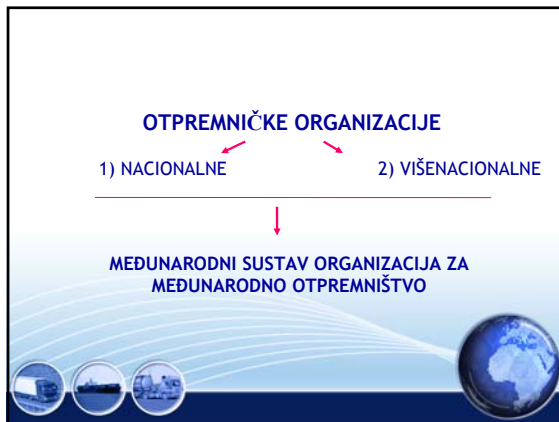 OTPREMNIČKE ORGANIZACIJE
1) NACIONALNE 2) VIŠENACIONALNE
MEĐUNARODNI SUSTAV ORGANIZACIJA ZA
MEĐUNARODNO OTPREMNIŠTVO